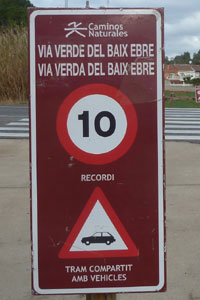 Caminos
Naturales
VIA VERDE DEL BAIX EBRE
VIA VERDA DEL BAIX EBRE
10
RECORDI
TRAM COMPARTIT
AMB VEHICLES